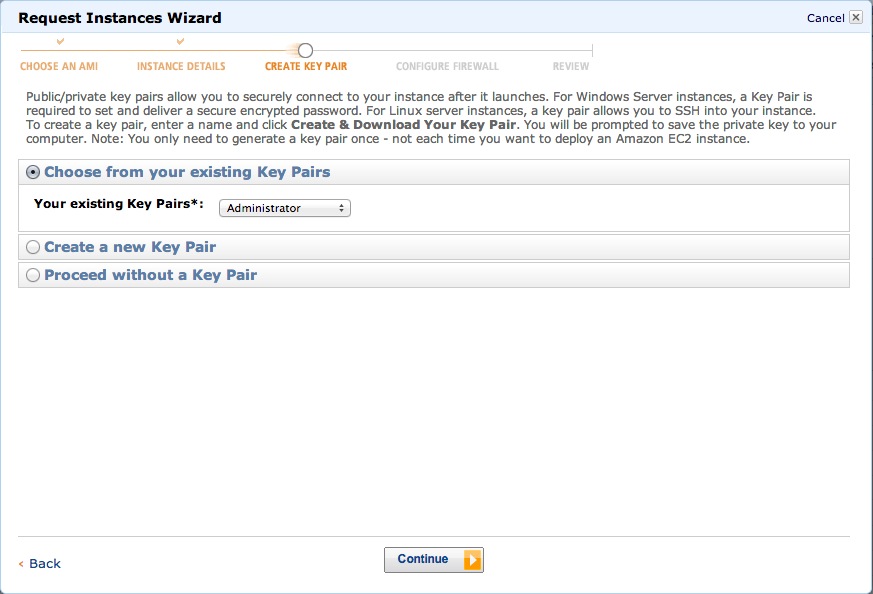 Request Instances Wizard
Cancel
CHOOSE AN AMI INSTANCE DETAILS CREATE KEY PAIR CONFIGURE FIREWALL REVIEW
Public/private key pairs allow you to securely connect to your instance after it launches. For Windows Server instances, a Key Pair is
required to set and deliver a secure encrypted password. For Linux server instances, a key pair allows you to SSH into your instance.
To create a key pair, enter a name and click Create & Download Your Key Pair. You will be prompted to save the private key to your
computer. Note: You only need to generate a key pair once - not each time you want to deploy an Amazon EC2 instance.
Choose from your existing Key Pairs
Your existing Key Pairs*: Administrator
Create a new Key Pair
Proceed without a Key Pair
< Back
Continue